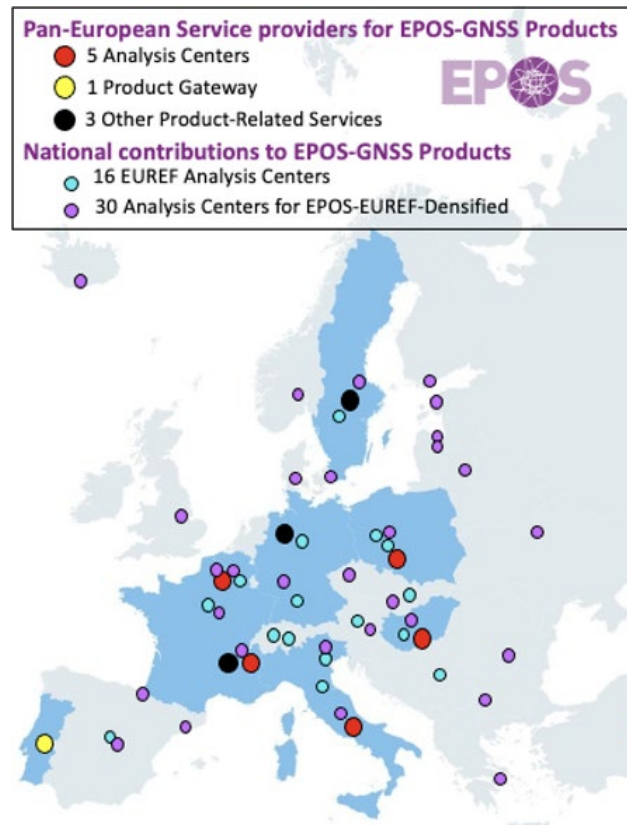 Pan-European Service providers for EPOS-GNSS Products
5 Analysis Centers
1 Product Gateway
EPOS
3 Other Product-Related Services
National contributions to EPOS-GNSS Products
16 EUREF Analysis Centers
30 Analysis Centers for EPOS-EUREF-Densified